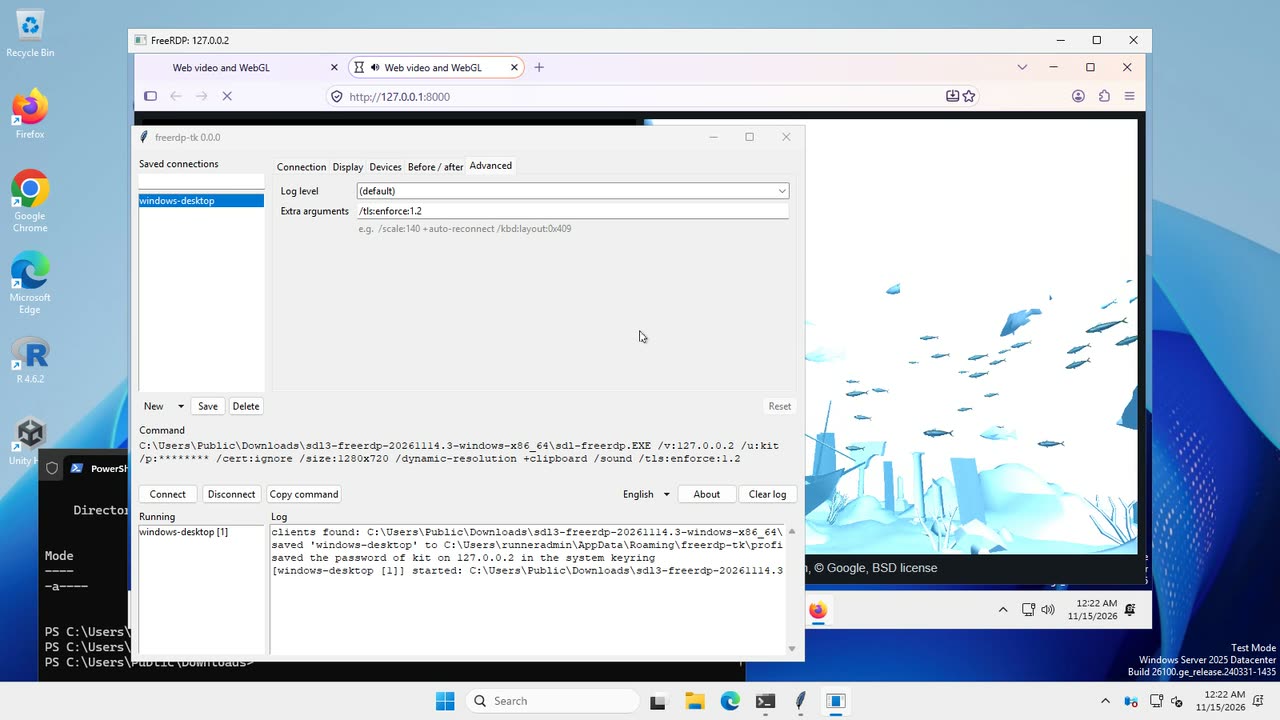 Recycle Bin
Firefox
Google
Chrome
Microsoft
Edge
R 4.6.2
Unity
FreeRDP: 127.0.0.2
Web video and WebGL
Web video and WebGL
http://127.0.0.1:8000
freerdp-tk 0.0.0
Saved connections
windows-desktop
Connection Display Devices Before / after Advanced
Log level (default)
Extra arguments /tls:enforce:1.2
e.g. /scale:140 +auto-reconnect /kbd:layout:0x409
New Save Delete Reset
Command
C:\Users\Public\Downloads\sdl3-freerdp-20261114.3-windows-x86_64\sdl-freerdp.EXE /v:127.0.0.2 /u:kit
/p:******** /cert:ignore /size:1280x720 /dynamic-resolution +clipboard /sound /tls:enforce:1.2
Connect Disconnect Copy command English About Clear log
Running
windows-desktop [1]
Log
clients found: C:\Users\Public\Downloads\sdl3-freerdp-20261114.3-windows-x86_64\
saved 'windows-desktop' to C:\Users\runneradmin\AppData\Roaming\freerdp-tk\profi
saved the password of kit on 127.0.0.2 in the system keyring
[windows-desktop [1]] started: C:\Users\Public\Downloads\sdl3-freerdp-20261114.3
, © Google, BSD license
12:22 AM
11/15/2026
PowerSh
Director
Mode
----
-a----
PS C:\Users\
PS C:\Users\
PS C:\Users\Public\Downloads>
Test Mode
Windows Server 2025 Datacenter
Build 26100.ge_release.240331-1435
Search
12:22 AM
11/15/2026